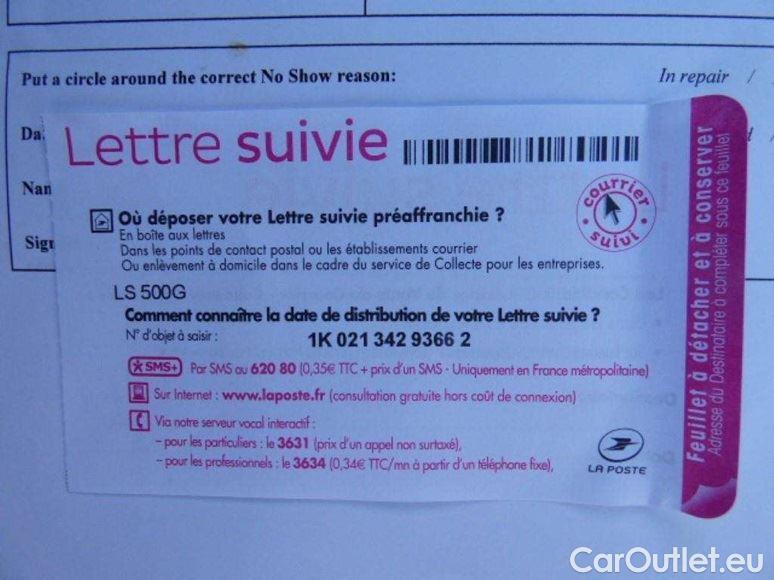 Put a circle around the correct No Show reason: In repair /
Da
Lettre suivie
Nam
courrier suivi
Sign
Où déposer votre Lettre suivie préaffranchie ?
En boîte aux lettres
Dans les points de contact postal ou les établissements courrier
Ou enlèvement à domicile dans le cadre du service de Collecte pour les entreprises.
LS 500G
Comment connaître la date de distribution de votre Lettre suivie ?
N° d'objet à saisir : 1K 021 342 9366 2
SMS+ Par SMS au 620 80 (0,35€ TTC + prix d'un SMS - Uniquement en France métropolitaine)
Sur Internet : www.laposte.fr (consultation gratuite hors coût de connexion)
Via notre serveur vocal interactif :
– pour les particuliers : le 3631 (prix d'un appel non surtaxé),
– pour les professionnels : le 3634 (0,34€ TTC/mn à partir d'un téléphone fixe),
LA POSTE
Feuillet à détacher et à conserver
Adresse du Destinataire à compléter sous ce feuillet
CarOutlet.eu